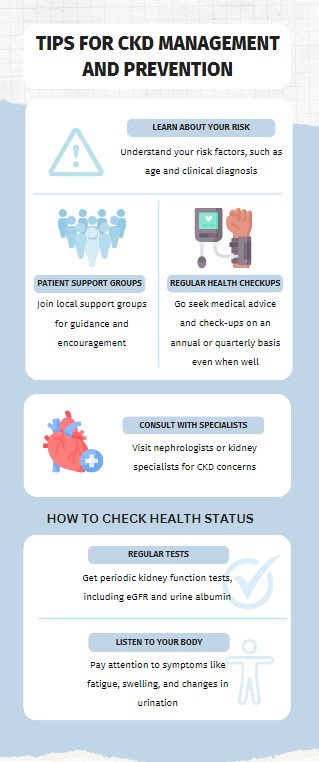 TIPS FOR CKD MANAGEMENT
AND PREVENTION
LEARN ABOUT YOUR RISK
Understand your risk factors, such as
age and clinical diagnosis
PATIENT SUPPORT GROUPS
Join local support groups
for guidance and
encouragement
REGULAR HEALTH CHECKUPS
Go seek medical advice
and check-ups on an
annual or quarterly basis
even when well
CONSULT WITH SPECIALISTS
Visit nephrologists or kidney
specialists for CKD concerns
HOW TO CHECK HEALTH STATUS
REGULAR TESTS
Get periodic kidney function tests,
including eGFR and urine albumin
LISTEN TO YOUR BODY
Pay attention to symptoms like
fatigue, swelling, and changes in
urination